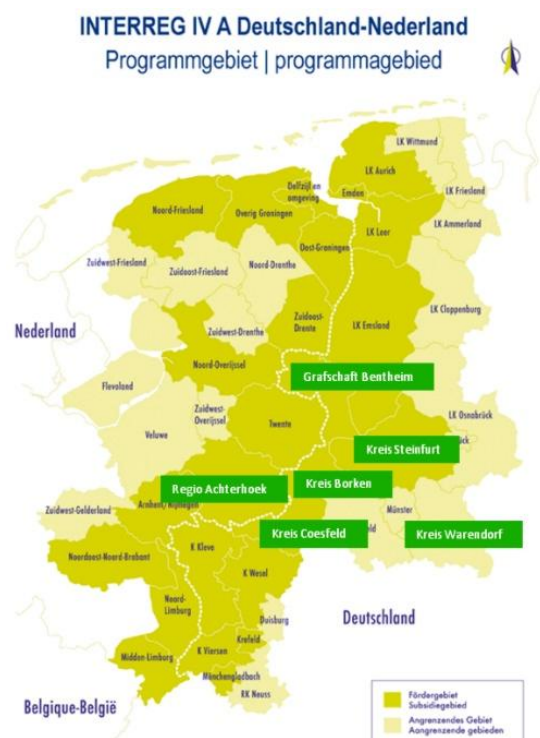 INTERREG IV A Deutschland-Nederland
Programmgebiet | programmagebied
LK Wittmund
LK Aurich
Delfzijl en
omgeving
Emden
LK Friesland
Noord-Friesland
Overig Groningen
LK Ammerland
LK Leer
Oost-Groningen
Zuidwest-Friesland
Zuidoost-Friesland
Noord-Drenthe
LK Cloppenburg
Zuidoost-
Drente
LK Emsland
Nederland
Zuidwest-Drenthe
Noord-Overijssel
Grafschaft Bentheim
Flevoland
Zuidwest-
Overijssel
LK Osnabrück
Twente
Veluwe
Kreis Steinfurt
Regio Achterhoek
Kreis Borken
Arnhem/Nijmegen
Zuidwest-Gelderland
Münster
Kreis Coesfeld
Kreis Warendorf
Noordoost-Noord-Brabant
K Kleve
K Wesel
Noord-
Limburg
Duisburg
Deutschland
Krefeld
Midden-Limburg
K Viersen
Mönchengladbach
RK Neuss
Belgique-België
Fördergebiet
Subsidiegebied
Angrenzendes Gebiet
Aangrenzende gebieden